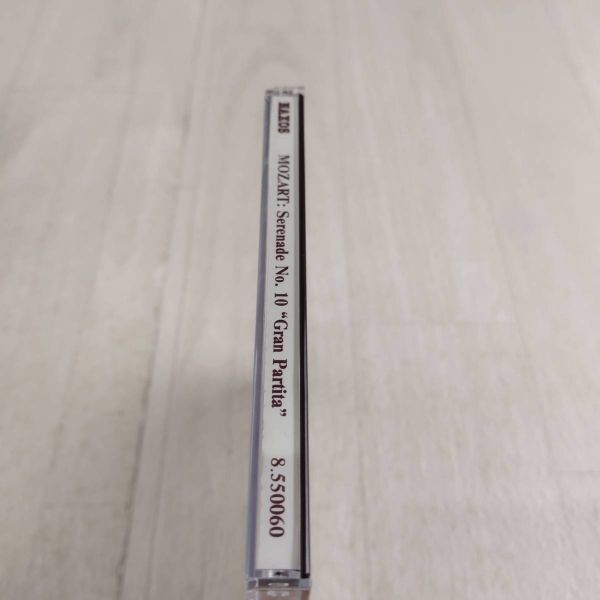 NAXOS MOZART: Serenade No. 10 “Gran Partita” 8.550060